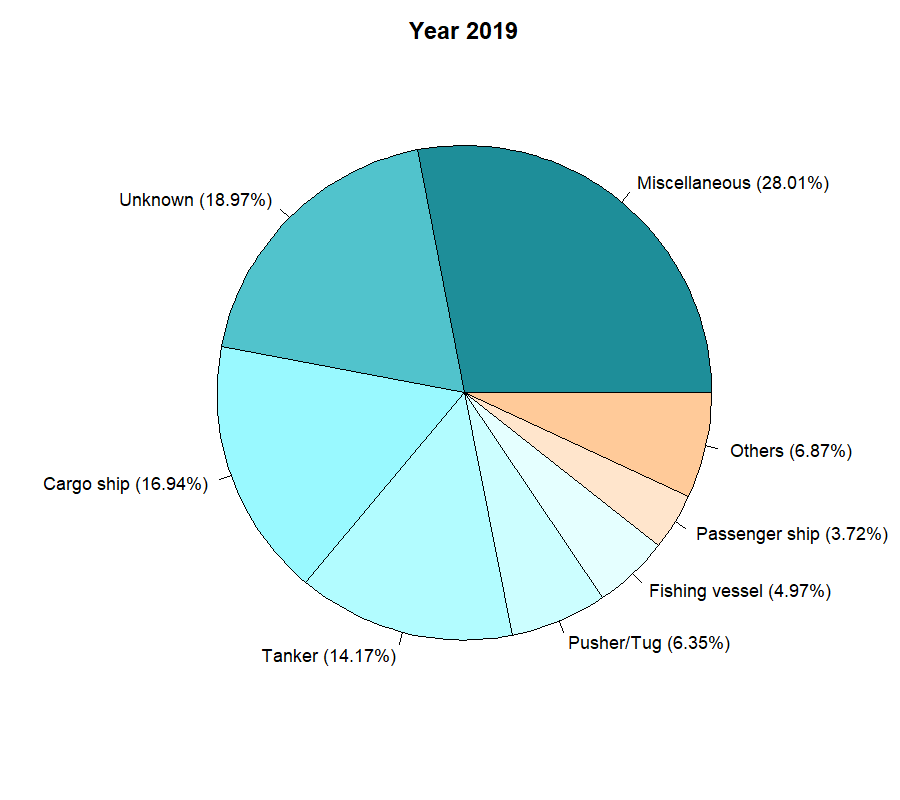 Year 2019
Miscellaneous (28.01%)
Unknown (18.97%)
Cargo ship (16.94%)
Tanker (14.17%)
Pusher/Tug (6.35%)
Fishing vessel (4.97%)
Passenger ship (3.72%)
Others (6.87%)